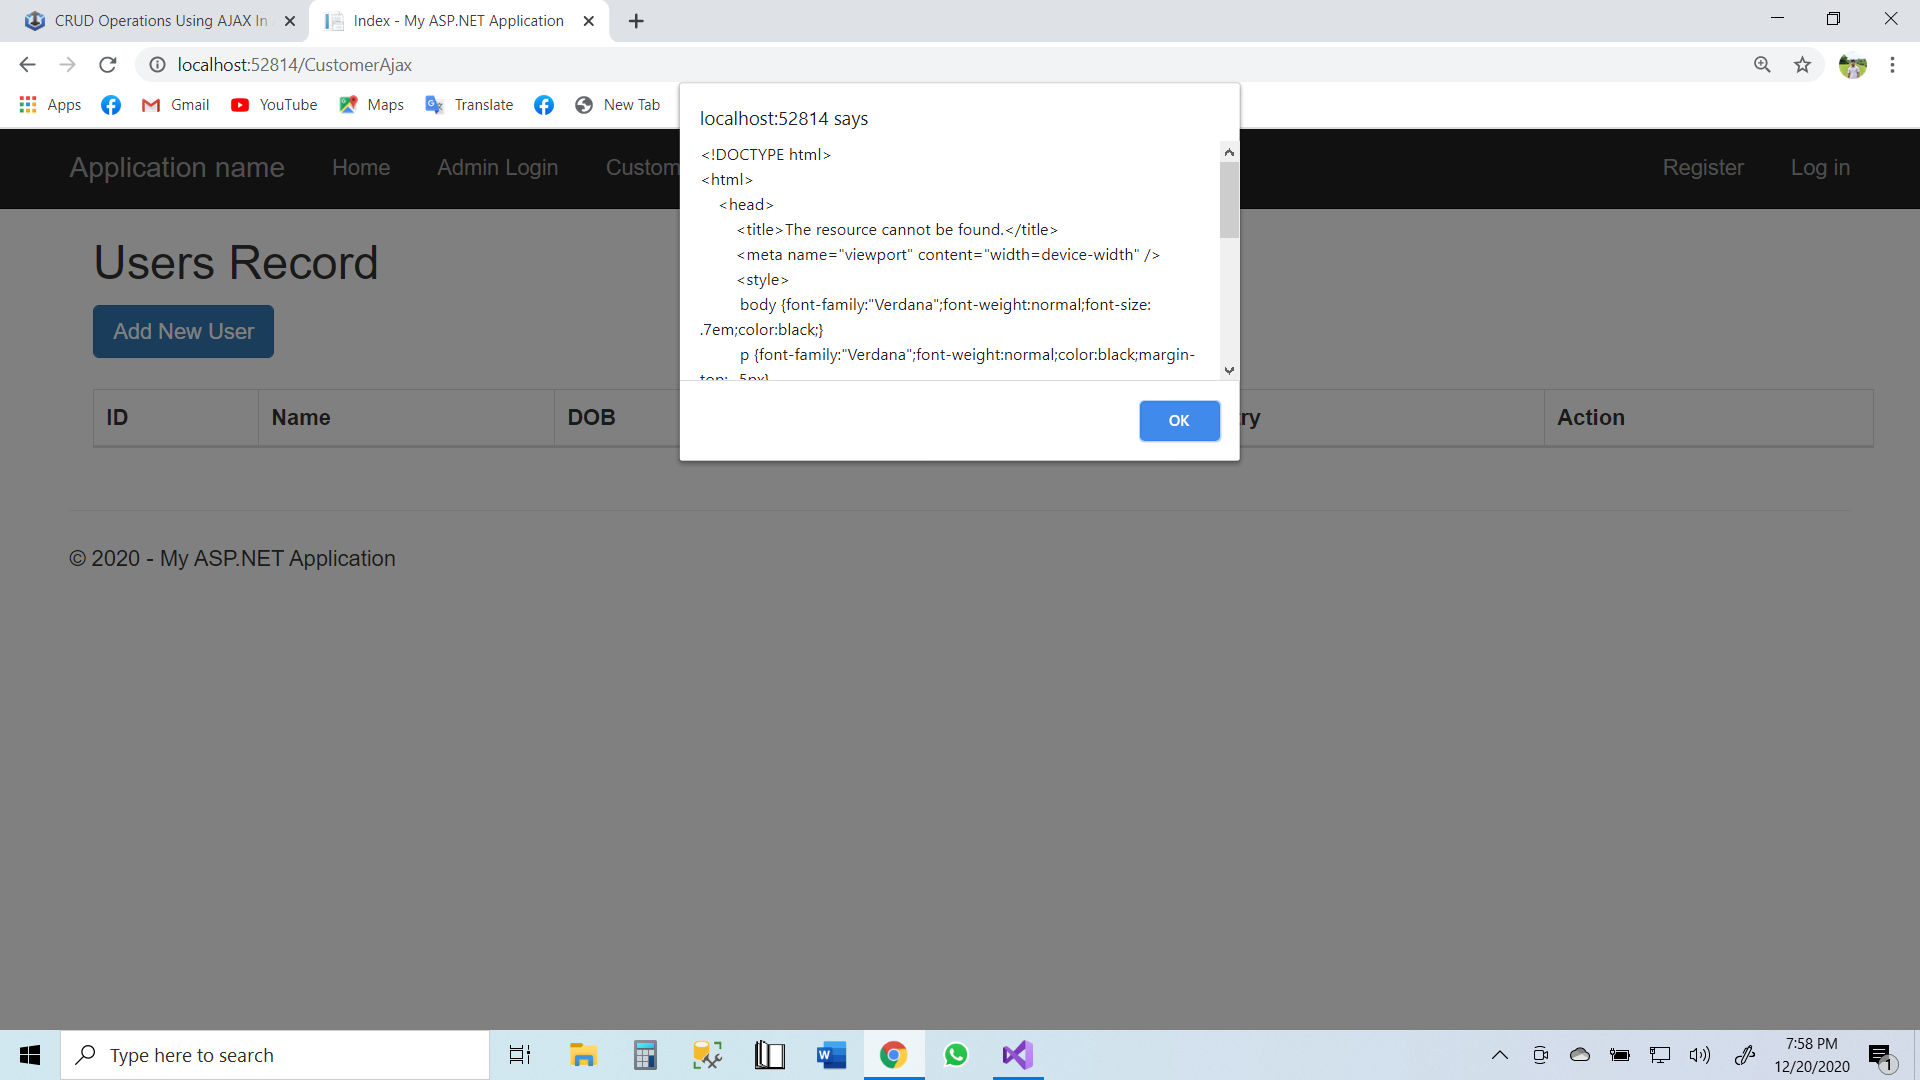 CRUD Operations Using AJAX In
Index - My ASP.NET Application
localhost:52814/CustomerAjax
Apps
Gmail
YouTube
Maps
Translate
New Tab
localhost:52814 says
<!DOCTYPE html>
<html>
<head>
<title>The resource cannot be found.</title>
<meta name="viewport" content="width=device-width" />
<style>
body {font-family:"Verdana";font-weight:normal;font-size:
.7em;color:black;}
p {font-family:"Verdana";font-weight:normal;color:black;margin-
top: -5px}
OK
Application name
Home
Admin Login
Custom
Register
Log in
Users Record
Add New User
ID
Name
DOB
ry
Action
© 2020 - My ASP.NET Application
Type here to search
7:58 PM
12/20/2020
1